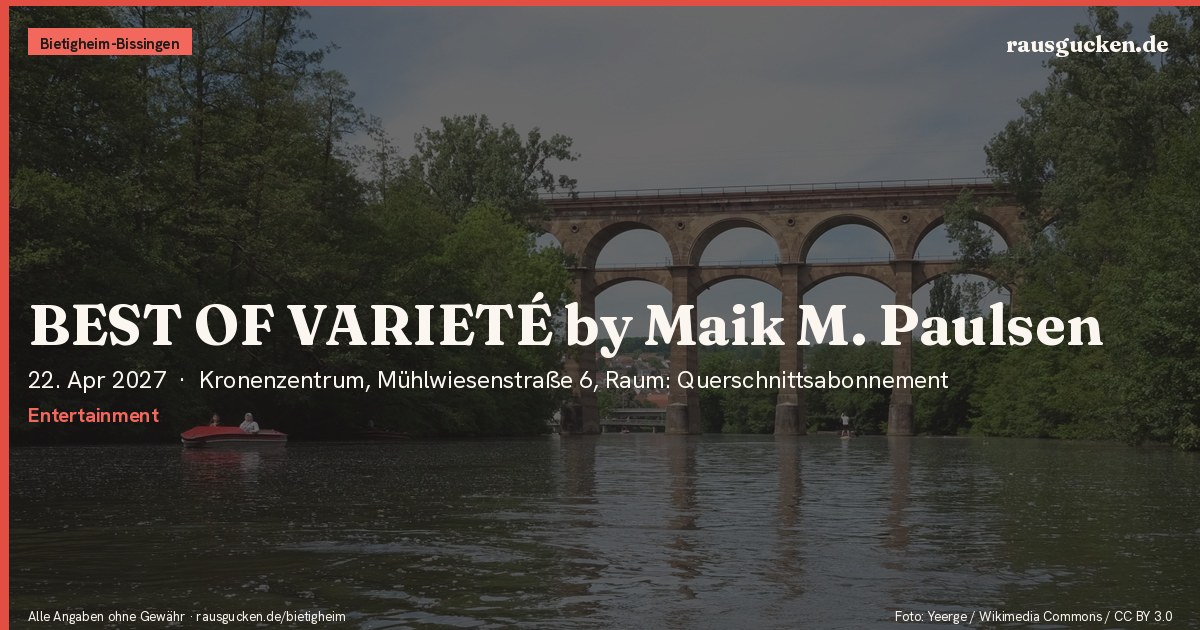 Bietigheim-Bissingen
rausgucken.de
BEST OF VARIETÉ by Maik M. Paulsen
22. Apr 2027 · Kronenzentrum, Mühlwiesenstraße 6, Raum: Querschnittsabonnement
Entertainment
Alle Angaben ohne Gewähr · rausgucken.de/bietigheim
Foto: Yeerge / Wikimedia Commons / CC BY 3.0